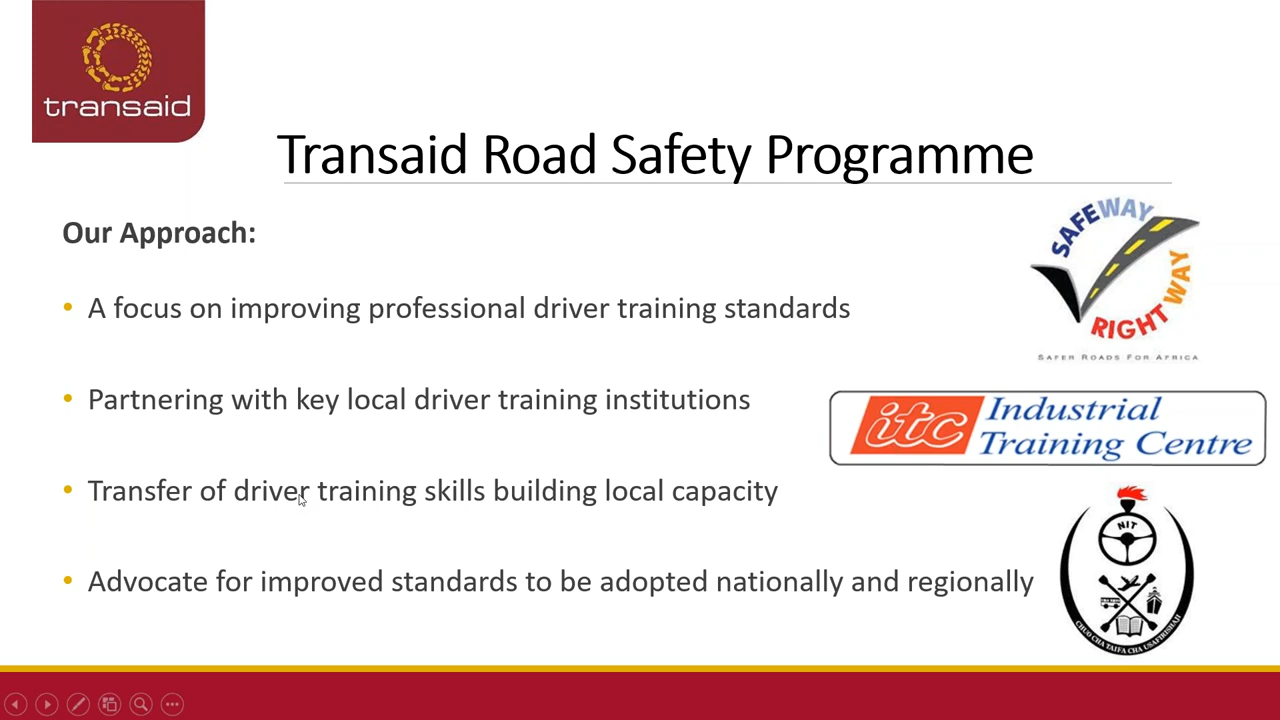 transaid
Transaid Road Safety Programme
Our Approach:
• A focus on improving professional driver training standards
• Partnering with key local driver training institutions
• Transfer of driver training skills building local capacity
• Advocate for improved standards to be adopted nationally and regionally
SAFEWAY
RIGHT WAY
SAFER ROADS FOR AFRICA
itc Industrial
Training Centre
NIT
CHUO CHA TAIFA CHA USAFIRISHAJI